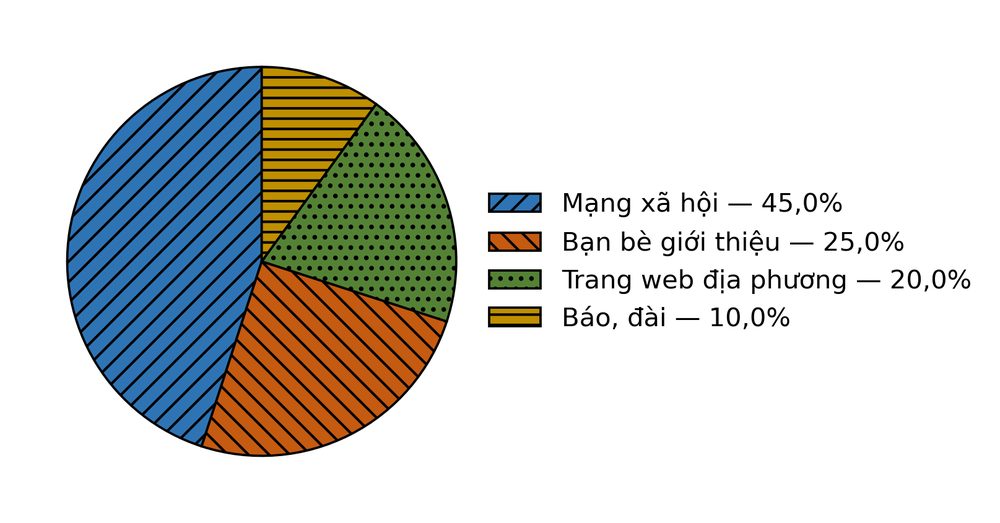 Mạng xã hội — 45,0%
Bạn bè giới thiệu — 25,0%
Trang web địa phương — 20,0%
Báo, đài — 10,0%